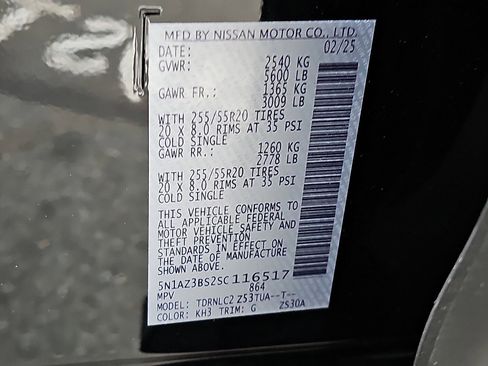 MFD BY NISSAN MOTOR CO., LTD.
DATE: 02/25
GVWR: 2540 KG
5600 LB
GAWR FR.: 1365 KG
3009 LB
WITH 255/55R20 TIRES
20 x 8.0 RIMS AT 35 PSI
COLD SINGLE
GAWR RR.: 1260 KG
2778 LB
WITH 255/55R20 TIRES
20 x 8.0 RIMS AT 35 PSI
COLD SINGLE
THIS VEHICLE CONFORMS TO
ALL APPLICABLE FEDERAL
MOTOR VEHICLE SAFETY AND
THEFT PREVENTION
STANDARDS IN EFFECT ON
THE DATE OF MANUFACTURE
SHOWN ABOVE.
5N1AZ3BS2SC116517
MPV 864
MODEL: TDRNLC2 ZS3TUA--T--
COLOR: KH3 TRIM: G ZS30A